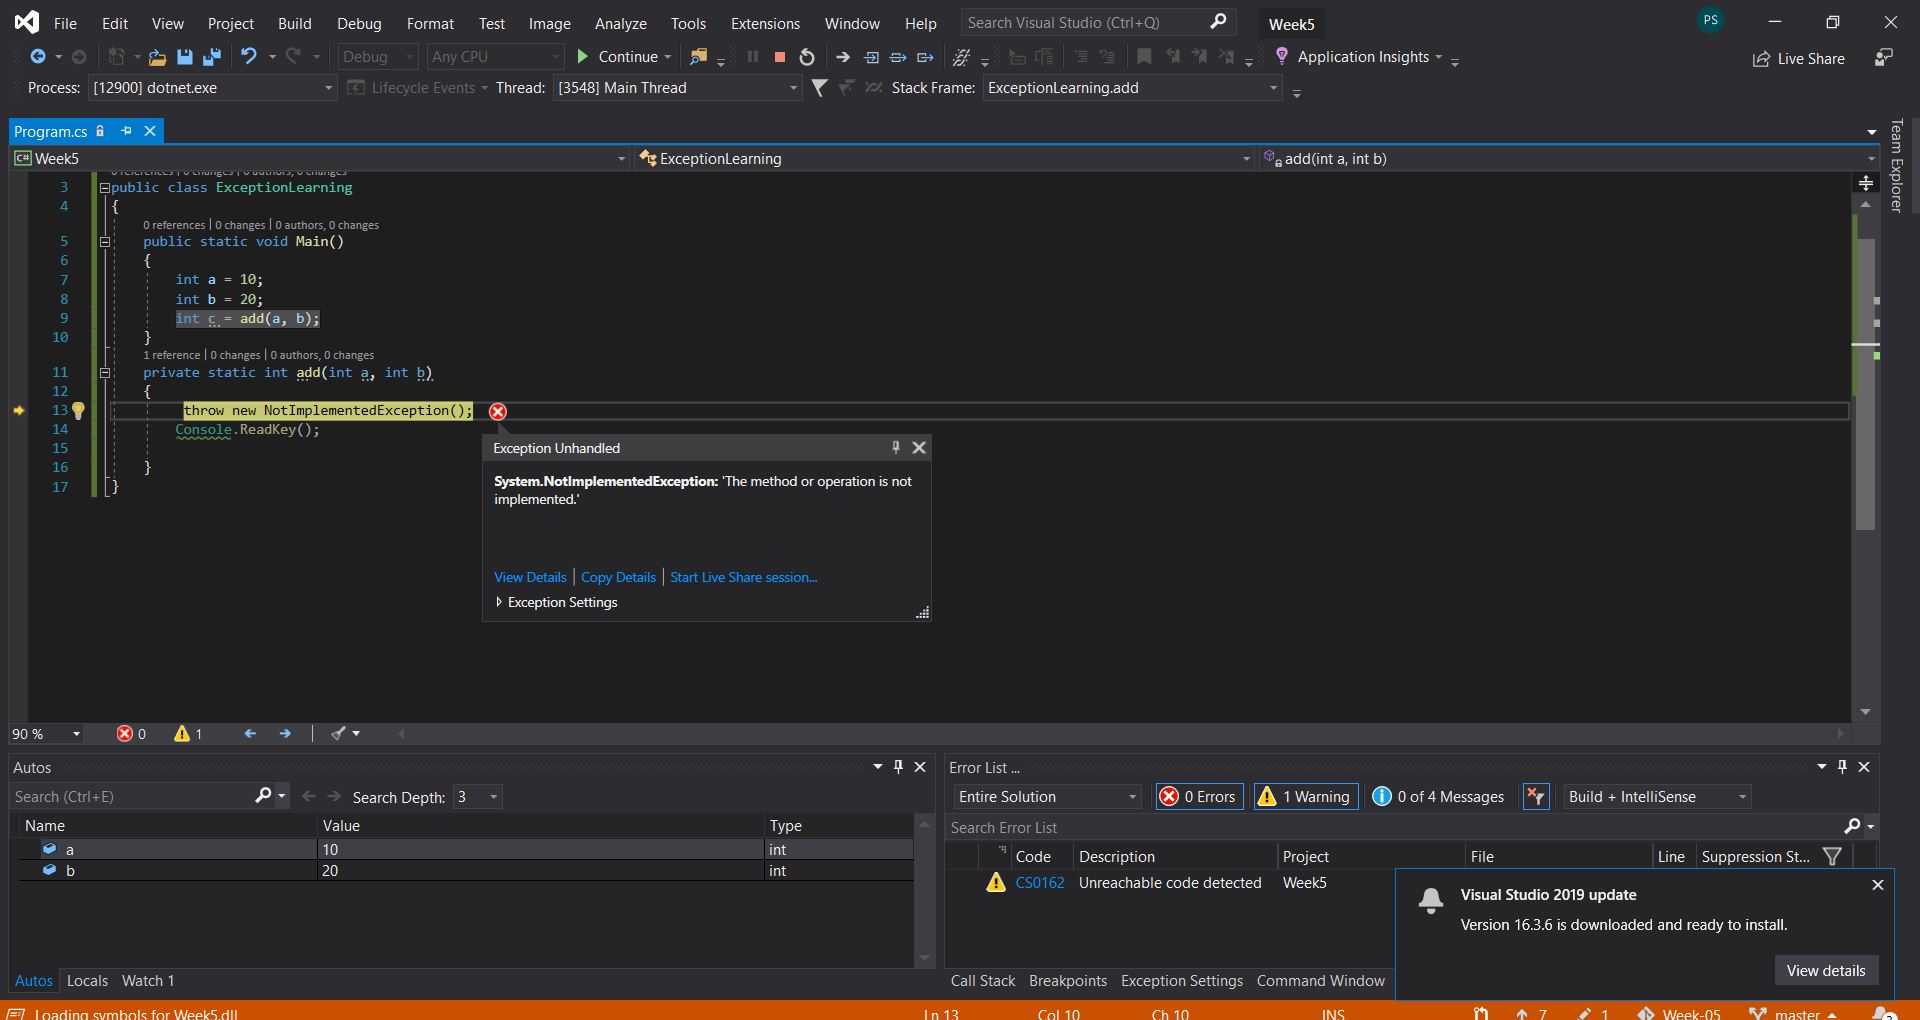 File Edit View Project Build Debug Format Test Image Analyze Tools Extensions Window Help Search Visual Studio (Ctrl+Q) Week5 PS
Debug Any CPU Continue Application Insights Live Share
Process: [12900] dotnet.exe Lifecycle Events Thread: [3548] Main Thread Stack Frame: ExceptionLearning.add
Program.cs
C# Week5 ExceptionLearning add(int a, int b)
Team Explorer
0 references | 0 changes | 0 authors, 0 changes
3 public class ExceptionLearning
4 {
0 references | 0 changes | 0 authors, 0 changes
5 public static void Main()
6 {
7 int a = 10;
8 int b = 20;
9 int c = add(a, b);
10 }
1 reference | 0 changes | 0 authors, 0 changes
11 private static int add(int a, int b)
12 {
13 throw new NotImplementedException();
14 Console.ReadKey();
15
16 }
17 }
Exception Unhandled
System.NotImplementedException: 'The method or operation is not
implemented.'
View Details | Copy Details | Start Live Share session...
Exception Settings
90 % 0 1
Autos
Search (Ctrl+E) Search Depth: 3
Name Value Type
a 10 int
b 20 int
Autos Locals Watch 1
Error List ...
Entire Solution 0 Errors 1 Warning 0 of 4 Messages Build + IntelliSense
Search Error List
Code Description Project File Line Suppression St...
CS0162 Unreachable code detected Week5
Visual Studio 2019 update
Version 16.3.6 is downloaded and ready to install.
View details
Call Stack Breakpoints Exception Settings Command Window
Loading symbols for Week5.dll Ln 13 Col 10 Ch 10 INS 7 1 Week-05 master 2